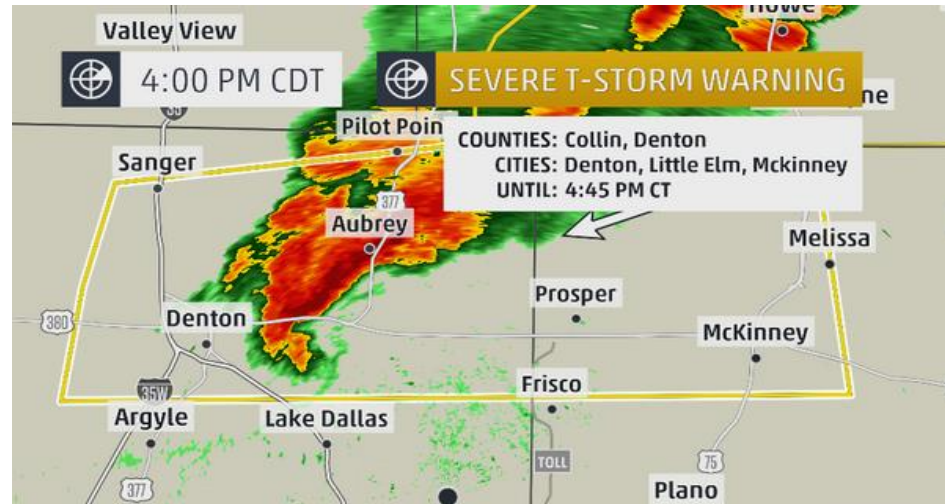 Howe
Valley View
4:00 PM CDT
SEVERE T-STORM WARNING
35
ne
Pilot Poin
COUNTIES: Collin, Denton
CITIES: Denton, Little Elm, Mckinney
UNTIL: 4:45 PM CT
Sanger
377
Aubrey
Melissa
Prosper
380
Denton
McKinney
Frisco
35W
Argyle
Lake Dallas
TOLL
75
377
Plano